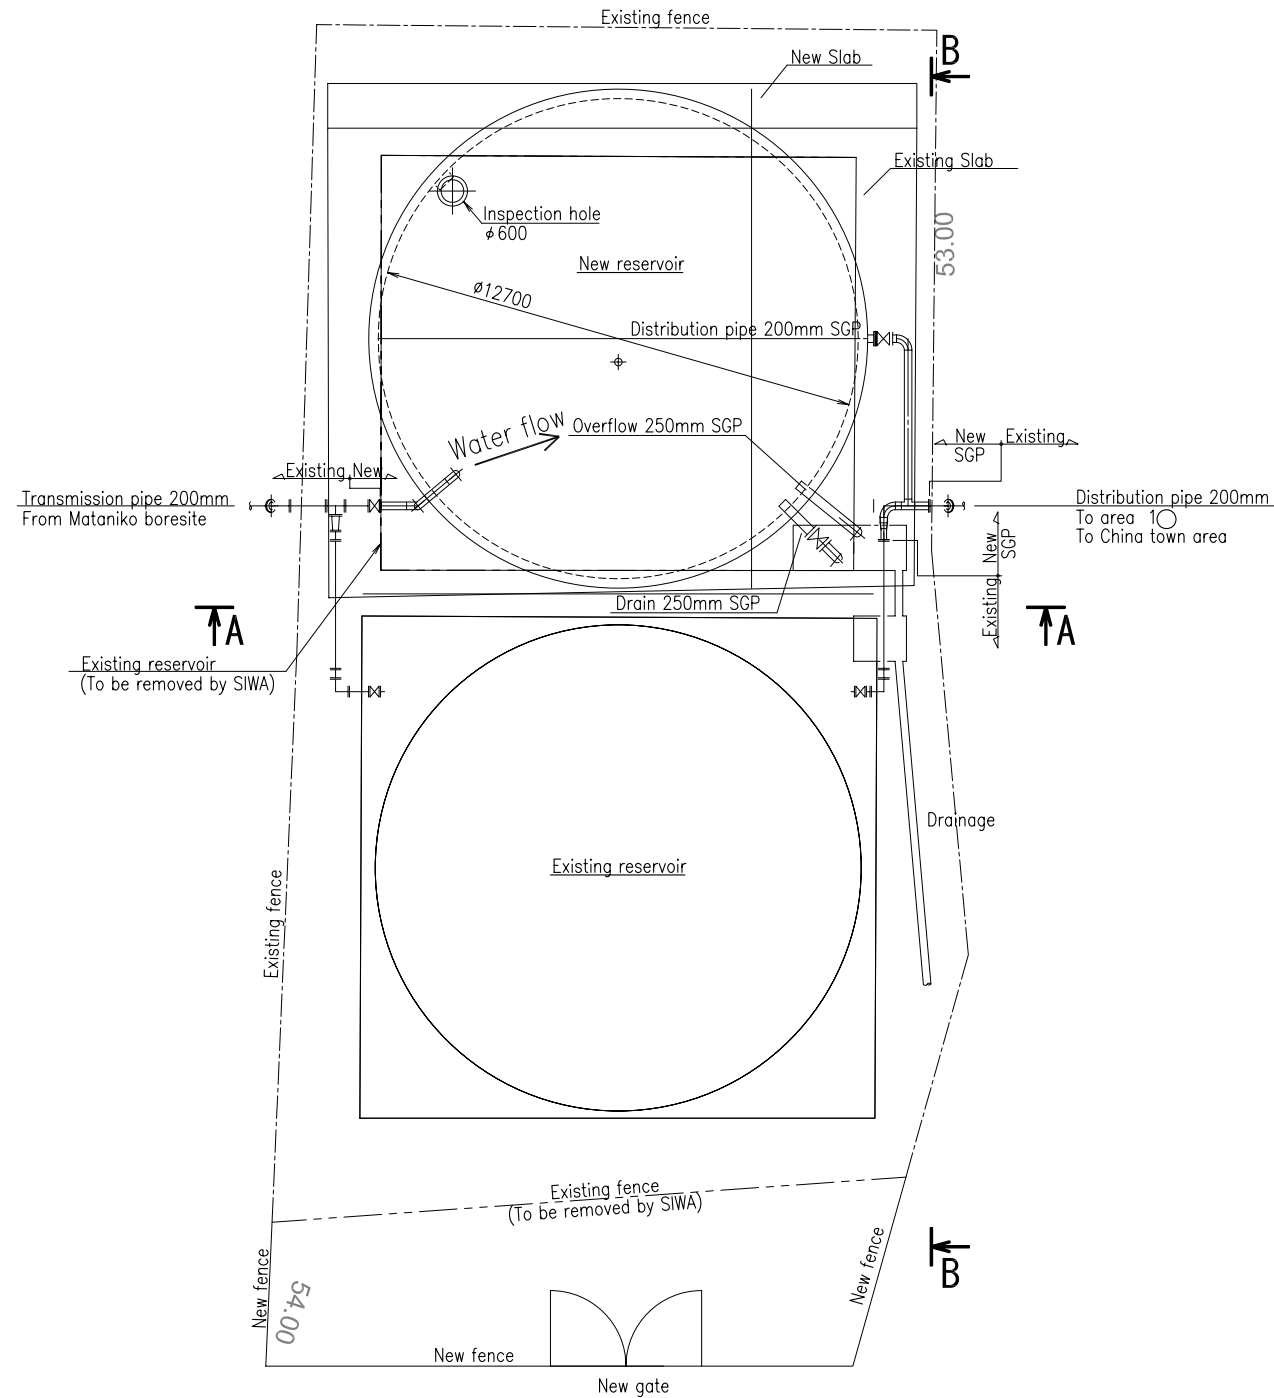 Existing fence
B
New Slab
Existing Slab
53.00
Inspection hole
ø600
New reservoir
ø12700
Distribution pipe 200mm SGP
Water flow
Overflow 250mm SGP
New Existing
SGP
Existing New
Transmission pipe 200mm
From Mataniko boresite
Distribution pipe 200mm
To area 1
To China town area
Existing New
SGP
Drain 250mm SGP
A
A
Existing reservoir
(To be removed by SIWA)
Drainage
Existing reservoir
Existing fence
Existing fence
(To be removed by SIWA)
B
New fence
New fence
54.00
New fence
New gate